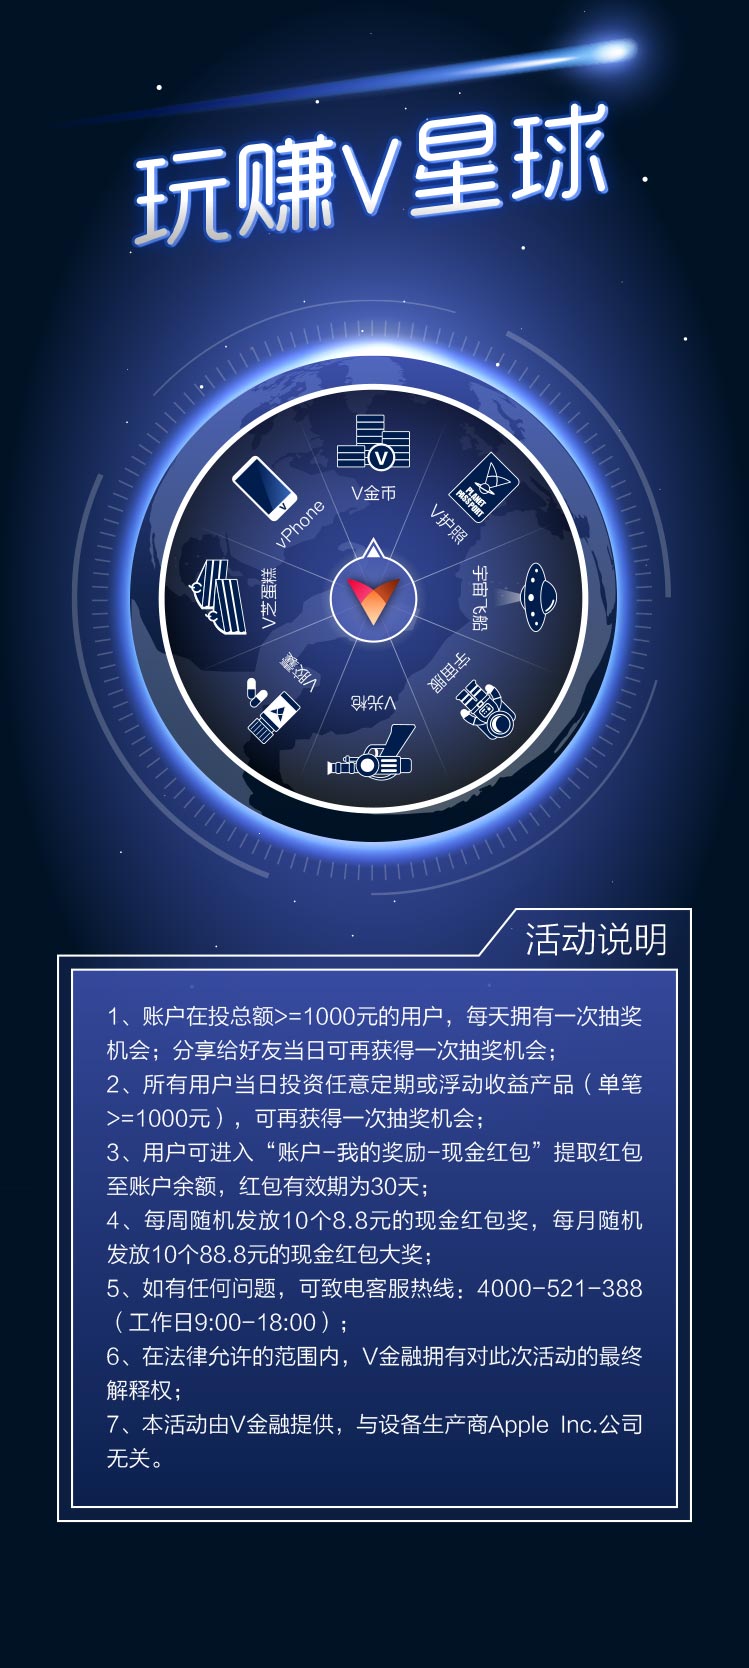 玩赚V星球
V
V金币
PLANET
PASSPORT
V护照
宇宙飞船
宇宙服
V光枪
V胶囊
V芝蛋糕
vPhone
V
活动说明
1、账户在投总额>=1000元的用户，每天拥有一次抽奖
机会；分享给好友当日可再获得一次抽奖机会；
2、所有用户当日投资任意定期或浮动收益产品（单笔
>=1000元），可再获得一次抽奖机会；
3、用户可进入“账户-我的奖励-现金红包”提取红包
至账户余额，红包有效期为30天；
4、每周随机发放10个8.8元的现金红包奖，每月随机
发放10个88.8元的现金红包大奖；
5、如有任何问题，可致电客服热线：4000-521-388
（工作日9:00-18:00）；
6、在法律允许的范围内，V金融拥有对此次活动的最终
解释权；
7、本活动由V金融提供，与设备生产商Apple Inc.公司
无关。